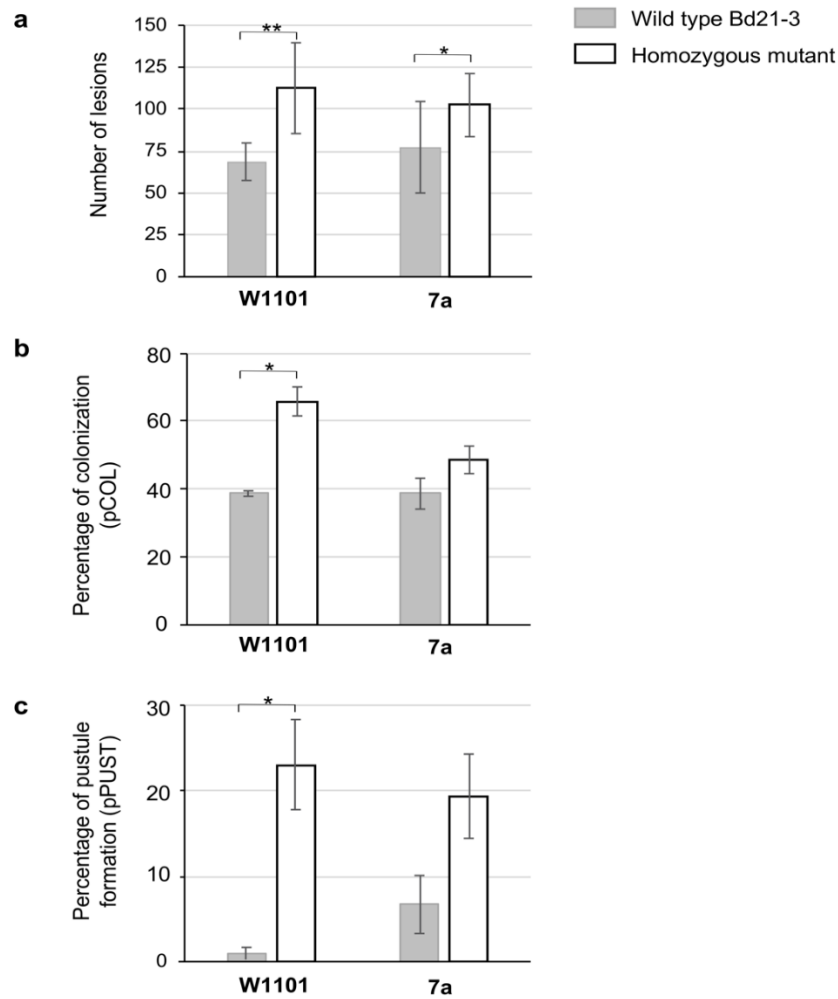 a
Wild type Bd21-3
Homozygous mutant
Number of lesions
150
125
100
75
50
25
0
**
*
W1101
7a
b
Percentage of colonization
(pCOL)
80
60
40
20
0
*
W1101
7a
c
Percentage of pustule
formation (pPUST)
30
20
10
0
*
W1101
7a